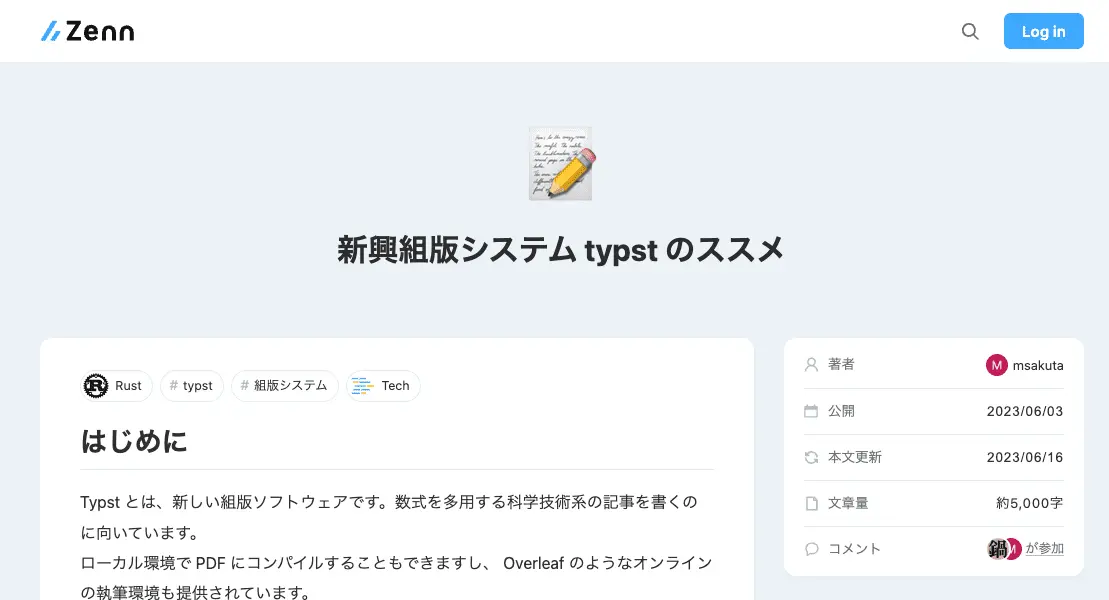 Zenn
Log in
新興組版システム typst のススメ
Rust
# typst
# 組版システム
Tech
はじめに
Typst とは、新しい組版ソフトウェアです。数式を多用する科学技術系の記事を書くの
に向いています。
ローカル環境で PDF にコンパイルすることもできますし、 Overleaf のようなオンライン
の執筆環境も提供されています。
著者
M msakuta
公開
2023/06/03
本文更新
2023/06/16
文章量
約5,000字
コメント
鍋 M が参加